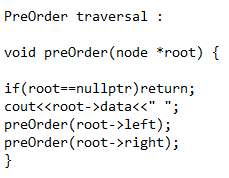 PreOrder traversal :
void preOrder(node *root) {
if(root==nullptr)return;
cout<<root->data<<" ";
preOrder(root->left);
preOrder(root->right);
}